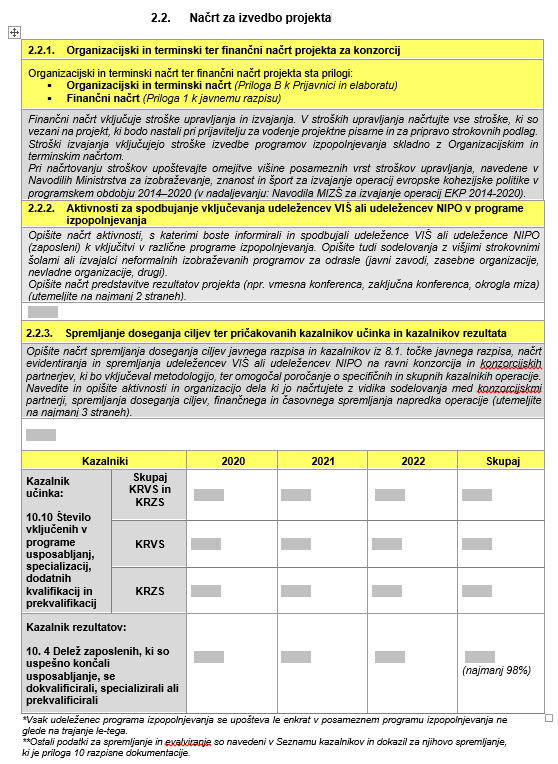 2.2. Načrt za izvedbo projekta
2.2.1. Organizacijski in terminski ter finančni načrt projekta za konzorcij
Organizacijski in terminski načrt ter finančni načrt projekta sta prilogi:
▪ Organizacijski in terminski načrt (Priloga B k Prijavnici in elaboratu)
▪ Finančni načrt (Priloga 1 k javnemu razpisu)
Finančni načrt vključuje stroške upravljanja in izvajanja. V stroških upravljanja načrtujte vse stroške, ki so
vezani na projekt, ki bodo nastali pri prijavitelju za vodenje projektne pisarne in za pripravo strokovnih podlag.
Stroški izvajanja vključujejo stroške izvedbe programov izpopolnjevanja skladno z Organizacijskim in
terminskim načrtom.
Pri načrtovanju stroškov upoštevajte omejitve višine posameznih vrst stroškov upravljanja, navedene v
Navodilih Ministrstva za izobraževanje, znanost in šport za izvajanje operacij evropske kohezijske politike v
programskem obdobju 2014–2020 (v nadaljevanju: Navodila MIZŠ za izvajanje operacij EKP 2014-2020).
2.2.2. Aktivnosti za spodbujanje vključevanja udeležencev VIŠ ali udeležencev NIPO v programe
izpopolnjevanja
Opišite načrt aktivnosti, s katerimi boste informirali in spodbujali udeležence VIŠ ali udeležence NIPO
(zaposleni) k vključitvi v različne programe izpopolnjevanja. Opišite tudi sodelovanja z višjimi strokovnimi
šolami ali izvajalci neformalnih izobraževanih programov za odrasle (javni zavodi, zasebne organizacije,
nevladne organizacije, drugi).
Opišite načrt predstavitve rezultatov projekta (npr. vmesna konferenca, zaključna konferenca, okrogla miza)
(utemeljite na najmanj 2 straneh).
2.2.3. Spremljanje doseganja ciljev ter pričakovanih kazalnikov učinka in kazalnikov rezultata
Opišite načrt spremljanja doseganja ciljev javnega razpisa in kazalnikov iz 8.1. točke javnega razpisa, načrt
evidentiranja in spremljanja udeležencev VIŠ ali udeležencev NIPO na ravni konzorcija in konzorcijskih
partnerjev, ki bo vključeval metodologijo, ter omogočal poročanje o specifičnih in skupnih kazalnikih operacije.
Navedite in opišite aktivnosti in organizacijo dela ki jo načrtujete z vidika sodelovanja med konzorcijskmi
partnerji, spremljanja doseganja ciljev, finančnega in časovnega spremljanja napredka operacije (utemeljite
na najmanj 3 straneh).
Kazalniki 2020 2021 2022 Skupaj
Kazalnik
učinka:
10.10 Število
vključenih v
programe
usposabljanj,
specializacij,
dodatnih
kvalifikacij in
prekvalifikacij
Skupaj
KRVS in
KRZS
KRVS
KRZS
Kazalnik rezultatov:
10. 4 Delež zaposlenih, ki so
uspešno končali
usposabljanje, se
dokvalificirali, specializirali ali
prekvalificirali
(najmanj 98%)
*Vsak udeleženec programa izpopolnjevanja se upošteva le enkrat v posameznem programu izpopolnjevanja ne
glede na trajanje le-tega.
**Ostali podatki za spremljanje in evalviranje so navedeni v Seznamu kazalnikov in dokazil za njihovo spremljanje,
ki je priloga 10 razpisne dokumentacije.